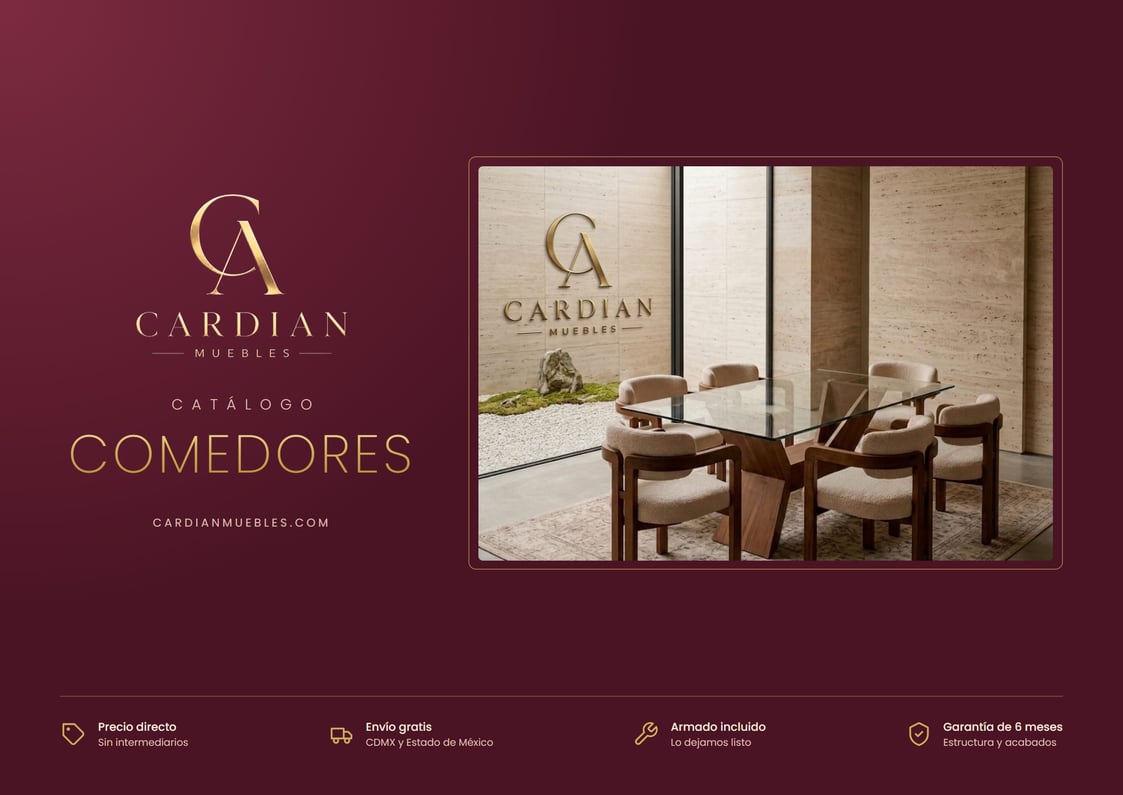 CA
CARDIAN
MUEBLES
CATÁLOGO
COMEDORES
CARDIANMUEBLES.COM
CA
CARDIAN
MUEBLES
Precio directo
Sin intermediarios
Envío gratis
CDMX y Estado de México
Armado incluido
Lo dejamos listo
Garantía de 6 meses
Estructura y acabados